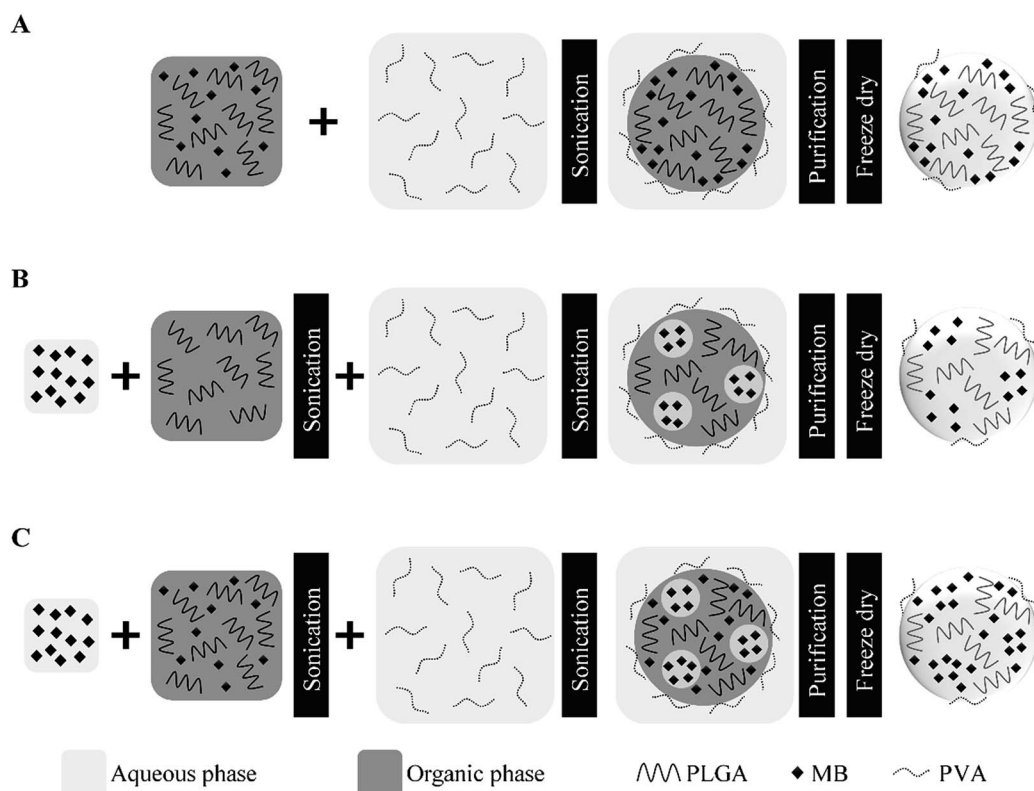 A
Sonication
Purification
Freeze dry
B
Sonication
Sonication
Purification
Freeze dry
C
Sonication
Sonication
Purification
Freeze dry
Aqueous phase
Organic phase
PLGA
MB
PVA